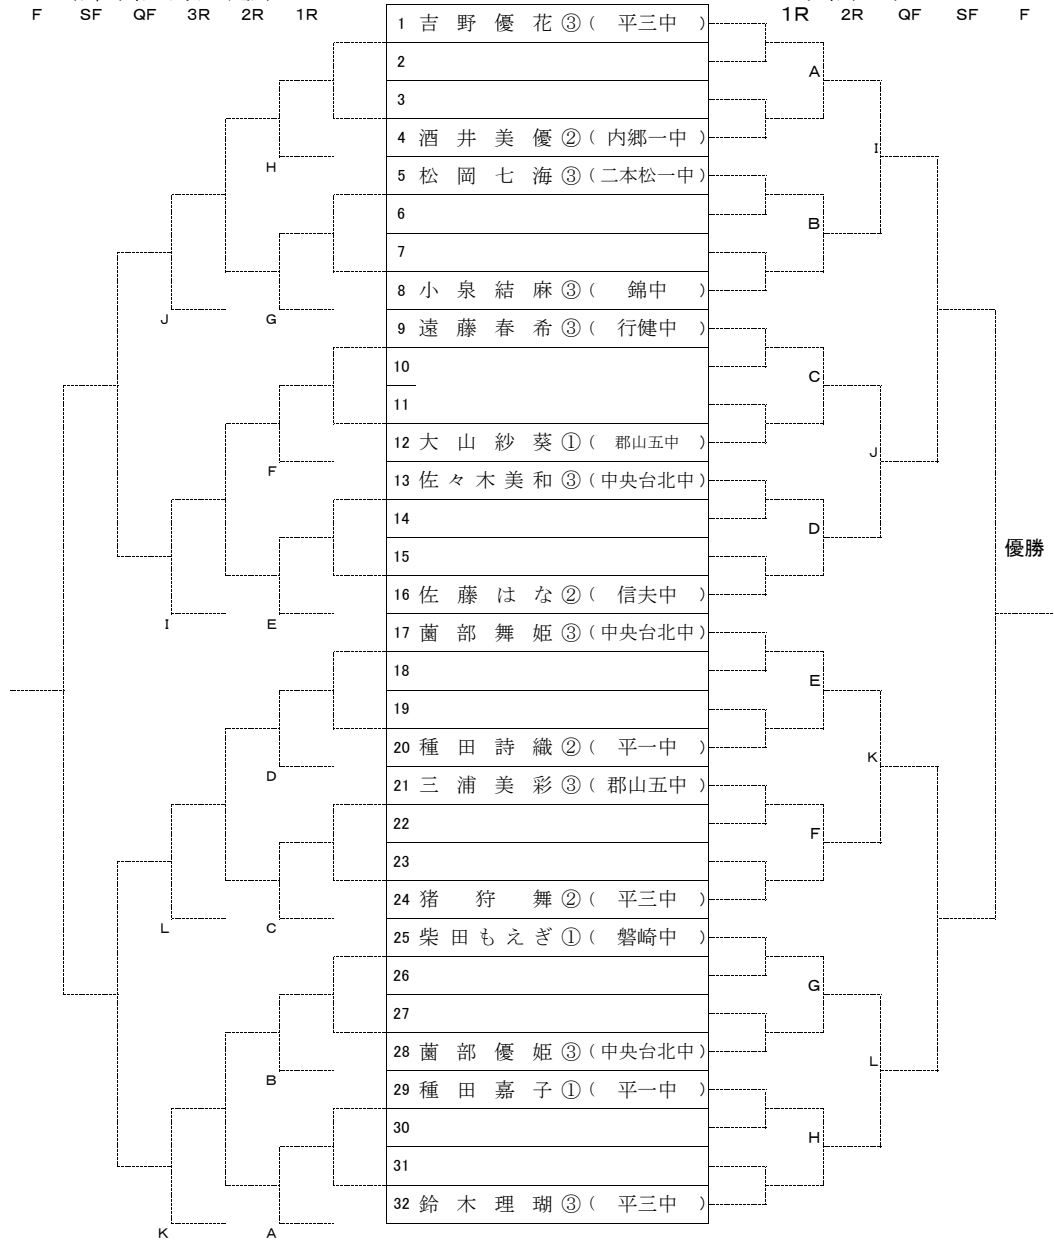 F SF QF 3R 2R 1R
1R 2R QF SF F
1 吉野優花 ③ ( 平三中 )
2
3
4 酒井美優 ② ( 内郷一中 )
5 松岡七海 ③ ( 二本松一中 )
6
7
8 小泉結麻 ③ ( 錦中 )
9 遠藤春希 ③ ( 行健中 )
10
11
12 大山紗葵 ① ( 郡山五中 )
13 佐々木美和 ③ ( 中央台北中 )
14
15
16 佐藤はな ② ( 信夫中 )
17 薗部舞姫 ③ ( 中央台北中 )
18
19
20 種田詩織 ② ( 平一中 )
21 三浦美彩 ③ ( 郡山五中 )
22
23
24 猪狩舞 ② ( 平三中 )
25 柴田もえぎ ① ( 磐崎中 )
26
27
28 薗部優姫 ③ ( 中央台北中 )
29 種田嘉子 ① ( 平一中 )
30
31
32 鈴木理瑚 ③ ( 平三中 )
H
J
G
F
I
E
D
L
C
B
K
A
A
I
B
C
J
D
優勝
E
K
F
G
L
H